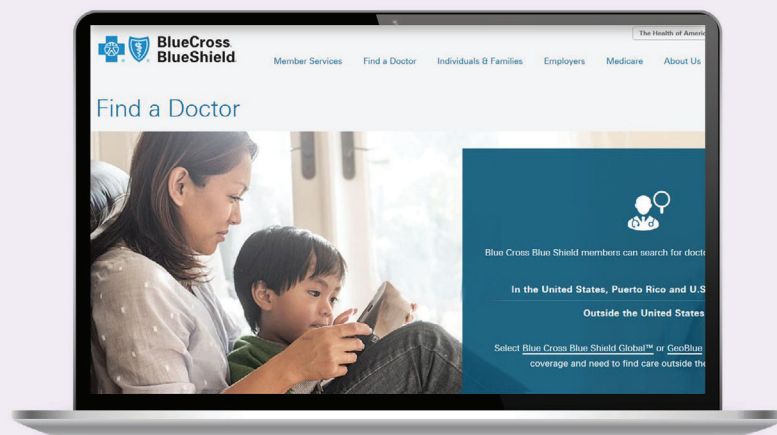 The Health of Americ
BlueCross
BlueShield
Member Services Find a Doctor Individuals & Families Employers Medicare About Us
Find a Doctor
Blue Cross Blue Shield members can search for docto
In the United States, Puerto Rico and U.S
Outside the United States
Select Blue Cross Blue Shield Global™ or GeoBlue
coverage and need to find care outside the